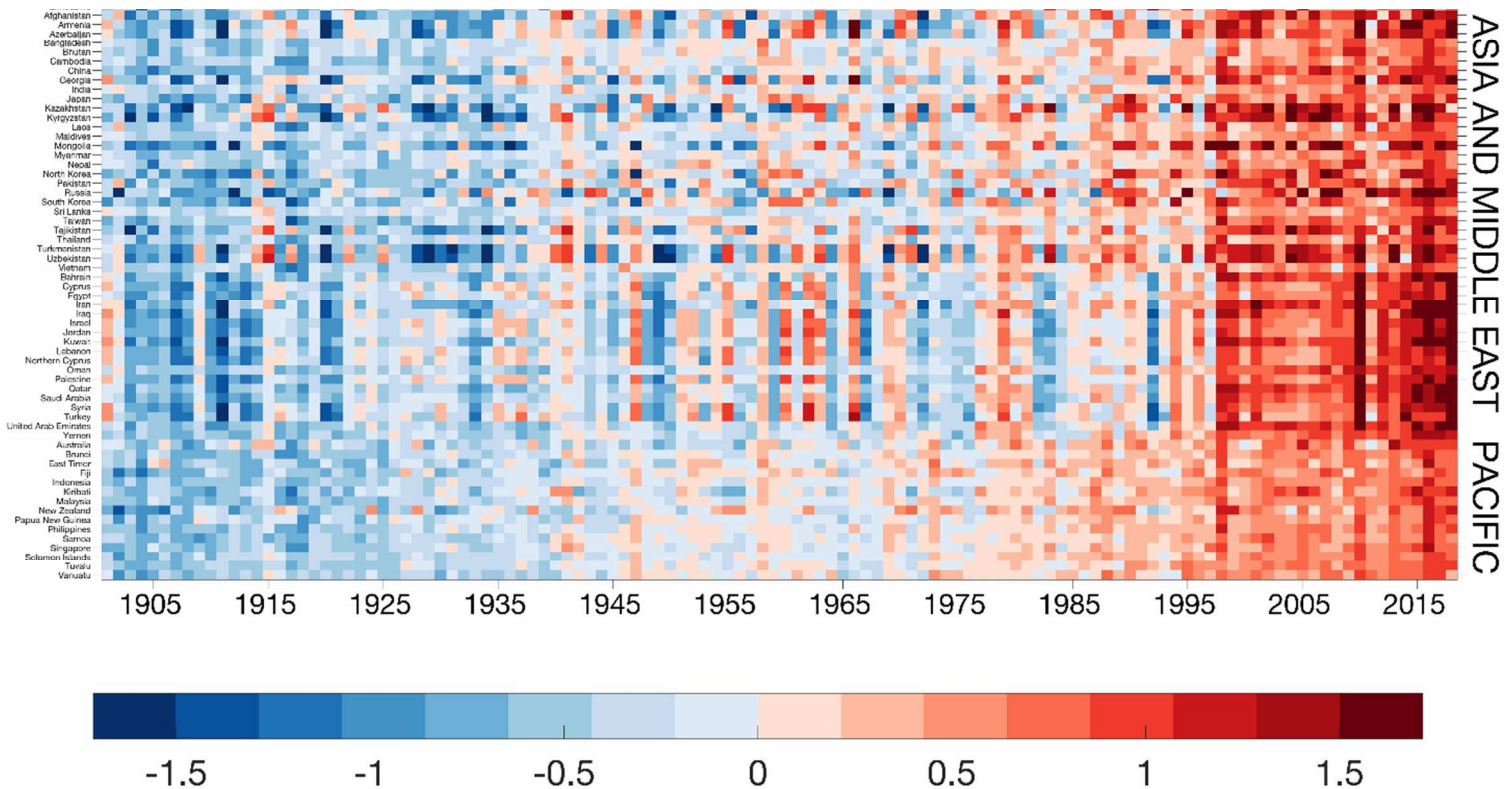 Afghanistan
Armenia
Azerbaijan
Bangladesh
Bhutan
Cambodia
China
Georgia
India
Japan
Kazakhstan
Kyrgyzstan
Laos
Maldives
Mongolia
Myanmar
Nepal
North Korea
Pakistan
Russia
South Korea
Sri Lanka
Taiwan
Tajikistan
Thailand
Turkmenistan
Uzbekistan
Vietnam
Bahrain
Cyprus
Egypt
Iran
Iraq
Israel
Jordan
Kuwait
Lebanon
Northern Cyprus
Oman
Palestine
Qatar
Saudi Arabia
Syria
Turkey
United Arab Emirates
Yemen
Australia
Brunei
East Timor
Fiji
Indonesia
Kiribati
Malaysia
New Zealand
Papua New Guinea
Philippines
Samoa
Singapore
Solomon Islands
Tuvalu
Vanuatu
ASIA AND MIDDLE EAST
PACIFIC
1905 1915 1925 1935 1945 1955 1965 1975 1985 1995 2005 2015
-1.5 -1 -0.5 0 0.5 1 1.5